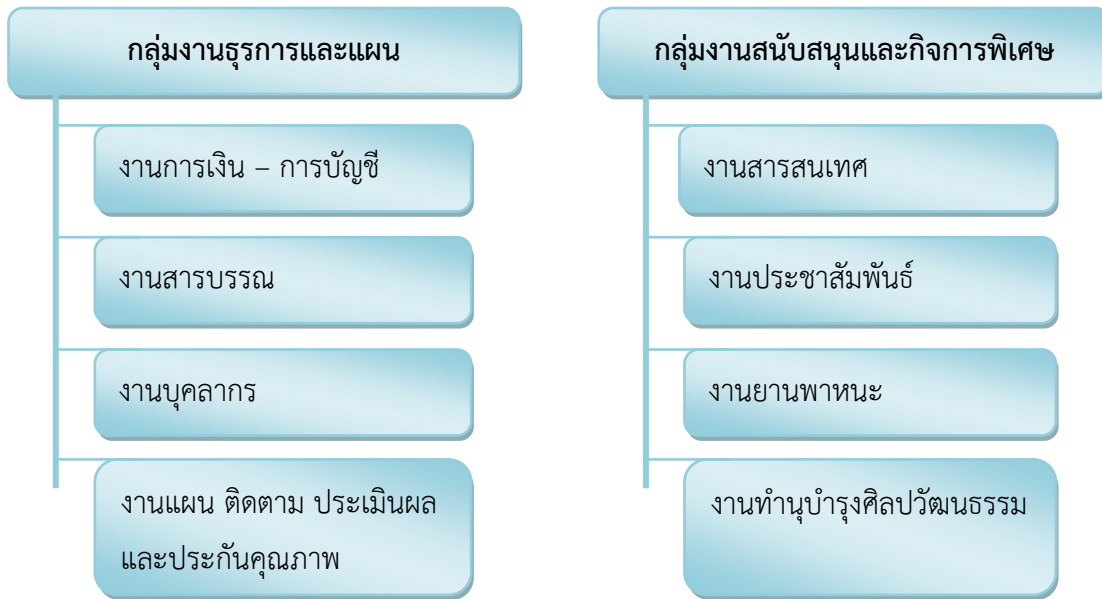 กลุ่มงานธุรการและแผน
งานการเงิน – การบัญชี
งานสารบรรณ
งานบุคลากร
งานแผน ติดตาม ประเมินผล
และประกันคุณภาพ
กลุ่มงานสนับสนุนและกิจการพิเศษ
งานสารสนเทศ
งานประชาสัมพันธ์
งานยานพาหนะ
งานทำนุบำรุงศิลปวัฒนธรรม